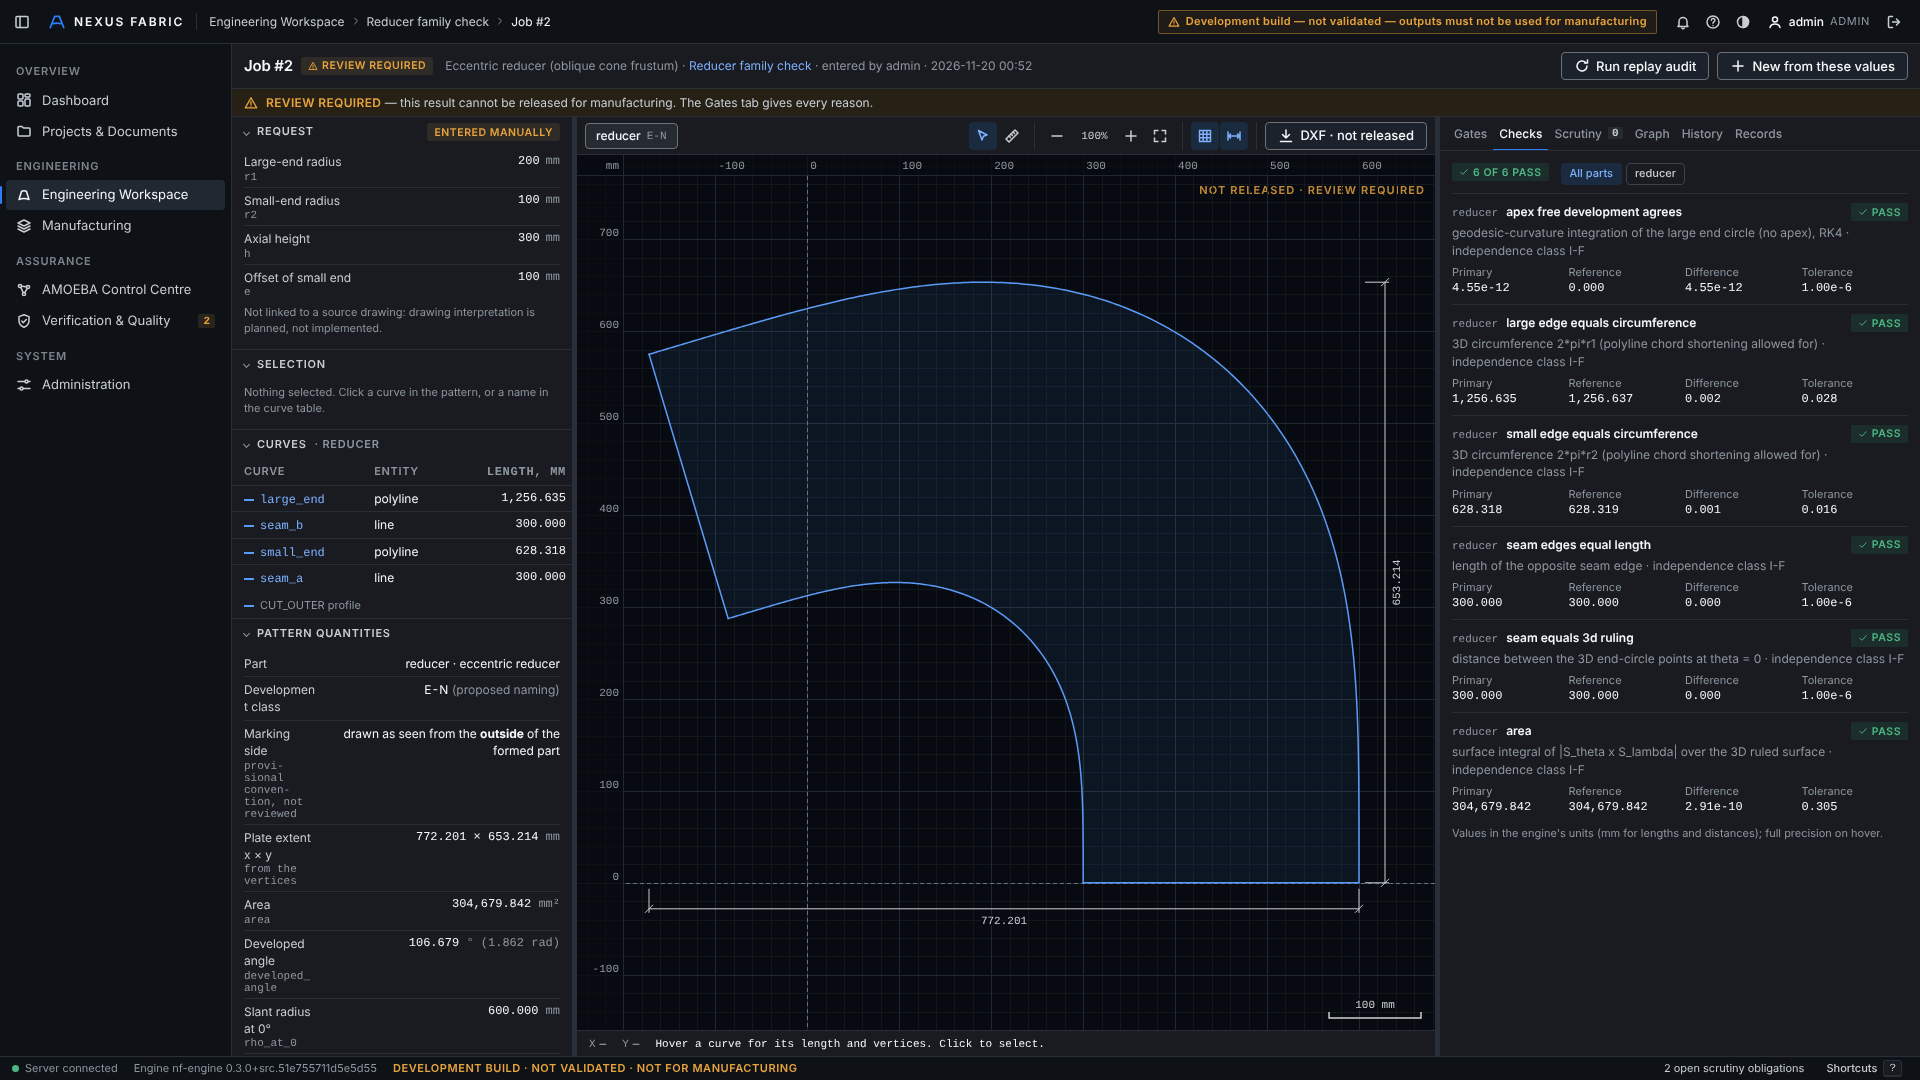 NEXUS FABRIC
Engineering Workspace > Reducer family check > Job #2
Development build — not validated — outputs must not be used for manufacturing
admin ADMIN
OVERVIEW
Dashboard
Projects & Documents
ENGINEERING
Engineering Workspace
Manufacturing
ASSURANCE
AMOEBA Control Centre
Verification & Quality 2
SYSTEM
Administration
Job #2 REVIEW REQUIRED Eccentric reducer (oblique cone frustum) · Reducer family check · entered by admin · 2026-11-20 00:52
Run replay audit
New from these values
REVIEW REQUIRED — this result cannot be released for manufacturing. The Gates tab gives every reason.
REQUEST ENTERED MANUALLY
Large-end radius 200 mm
r1
Small-end radius 100 mm
r2
Axial height 300 mm
h
Offset of small end 100 mm
e
Not linked to a source drawing: drawing interpretation is
planned, not implemented.
SELECTION
Nothing selected. Click a curve in the pattern, or a name in
the curve table.
CURVES · REDUCER
CURVE ENTITY LENGTH, MM
large_end polyline 1,256.635
seam_b line 300.000
small_end polyline 628.318
seam_a line 300.000
CUT_OUTER profile
PATTERN QUANTITIES
Part reducer · eccentric reducer
Developmen
t class E-N (proposed naming)
Marking
side
provi-
sional
conven-
tion, not
reviewed
drawn as seen from the outside of the
formed part
Plate extent
x × y 772.201 × 653.214 mm
from the
vertices
Area 304,679.842 mm²
area
Developed
angle 106.679 ° (1.862 rad)
developed_
angle
Slant radius
at 0° 600.000 mm
rho_at_0
reducer E-N
100%
DXF · not released
mm -100 0 100 200 300 400 500 600
NOT RELEASED · REVIEW REQUIRED
700
600
500
400
300
200
100
0
-100
653.214
772.201
100 mm
X — Y — Hover a curve for its length and vertices. Click to select.
Gates Checks Scrutiny 0 Graph History Records
6 OF 6 PASS All parts reducer
reducer apex free development agrees PASS
geodesic-curvature integration of the large end circle (no apex), RK4 ·
independence class I-F
Primary Reference Difference Tolerance
4.55e-12 0.000 4.55e-12 1.00e-6
reducer large edge equals circumference PASS
3D circumference 2*pi*r1 (polyline chord shortening allowed for) ·
independence class I-F
Primary Reference Difference Tolerance
1,256.635 1,256.637 0.002 0.028
reducer small edge equals circumference PASS
3D circumference 2*pi*r2 (polyline chord shortening allowed for) ·
independence class I-F
Primary Reference Difference Tolerance
628.318 628.319 0.001 0.016
reducer seam edges equal length PASS
length of the opposite seam edge · independence class I-F
Primary Reference Difference Tolerance
300.000 300.000 0.000 1.00e-6
reducer seam equals 3d ruling PASS
distance between the 3D end-circle points at theta = 0 · independence class I-F
Primary Reference Difference Tolerance
300.000 300.000 0.000 1.00e-6
reducer area PASS
surface integral of |S_theta x S_lambda| over the 3D ruled surface ·
independence class I-F
Primary Reference Difference Tolerance
304,679.842 304,679.842 2.91e-10 0.305
Values in the engine's units (mm for lengths and distances); full precision on hover.
Server connected Engine nf-engine 0.3.0+src.51e755711d5e5d55 DEVELOPMENT BUILD · NOT VALIDATED · NOT FOR MANUFACTURING
2 open scrutiny obligations Shortcuts ?